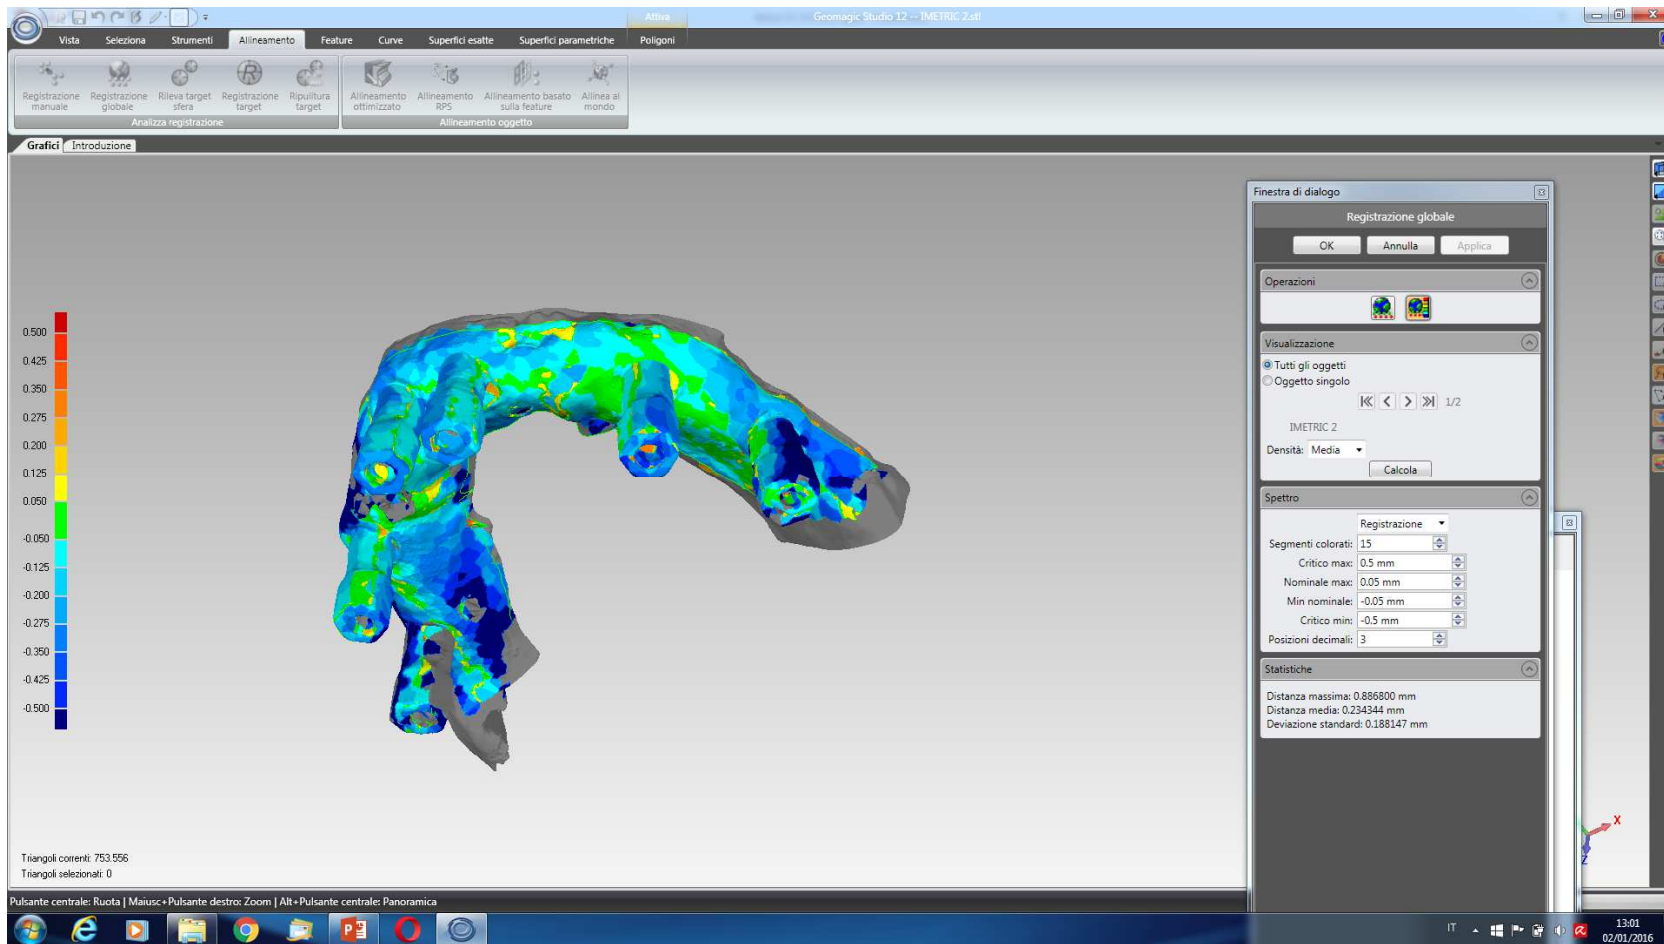 Attiva
Geomagic Studio 12 -- IMETRIC 2.stl
Vista
Seleziona
Strumenti
Allineamento
Feature
Curve
Superfici esatte
Superfici parametriche
Poligoni
Registrazione manuale
Registrazione globale
Rileva target sfera
Registrazione target
Ripulitura target
Allineamento ottimizzato
Allineamento RPS
Allineamento basato sulla feature
Allinea al mondo
Analizza registrazione
Allineamento oggetto
Grafici
Introduzione
0.500
0.425
0.350
0.275
0.200
0.125
0.050
-0.050
-0.125
-0.200
-0.275
-0.350
-0.425
-0.500
Finestra di dialogo
Registrazione globale
OK
Annulla
Applica
Operazioni
Visualizzazione
Tutti gli oggetti
Oggetto singolo
1/2
IMETRIC 2
Densità: Media
Calcola
Spettro
Registrazione
Segmenti colorati: 15
Critico max: 0.5 mm
Nominale max: 0.05 mm
Min nominale: -0.05 mm
Critico min: -0.5 mm
Posizioni decimali: 3
Statistiche
Distanza massima: 0.886800 mm
Distanza media: 0.234344 mm
Deviazione standard: 0.188147 mm
X
Z
Triangoli correnti: 753.556
Triangoli selezionati: 0
Pulsante centrale: Ruota | Maiusc+Pulsante destro: Zoom | Alt+Pulsante centrale: Panoramica
IT
13:01
02/01/2016